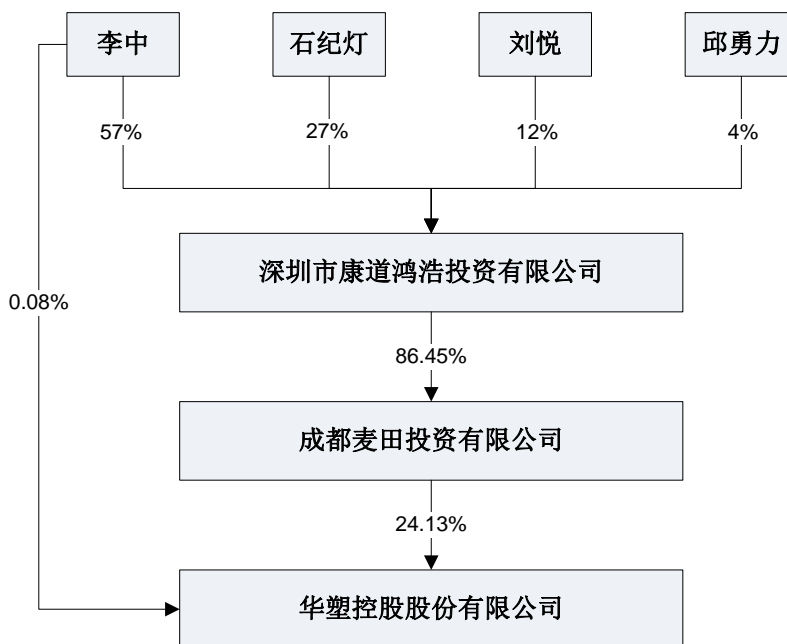 李中
石纪灯
刘悦
邱勇力
57%
27%
12%
4%
深圳市康道鸿浩投资有限公司
0.08%
86.45%
成都麦田投资有限公司
24.13%
华塑控股股份有限公司